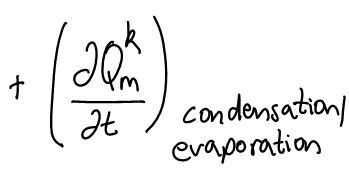 + (∂Q_m^k / ∂t) condensation/
evaporation